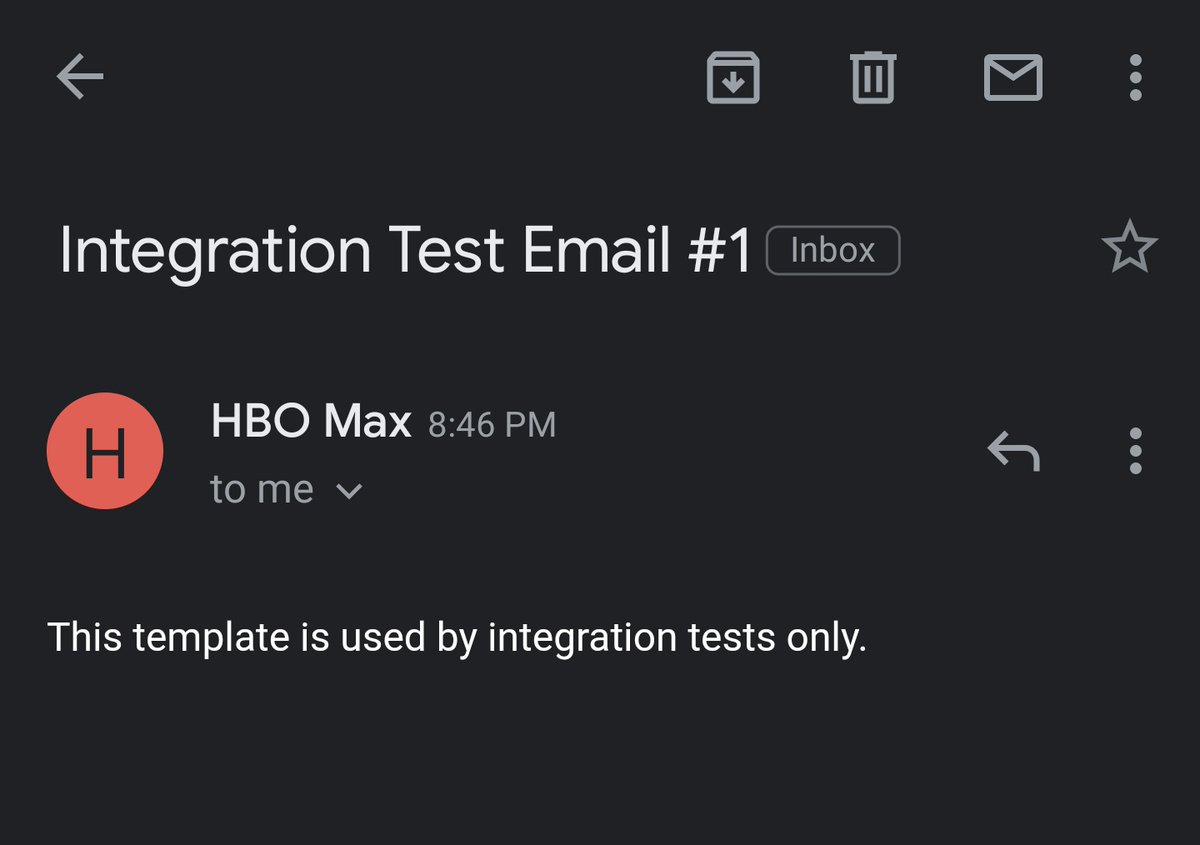 Integration Test Email #1 Inbox
H
HBO Max 8:46 PM
to me
This template is used by integration tests only.